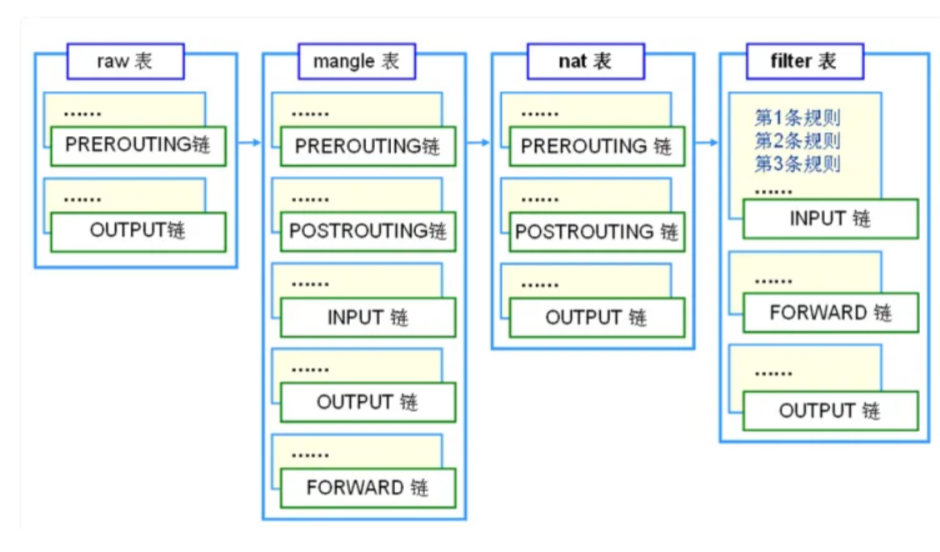 raw 表
……
PREROUTING链
……
OUTPUT链
mangle 表
……
PREROUTING链
……
POSTROUTING链
……
INPUT 链
……
OUTPUT 链
……
FORWARD 链
nat 表
……
PREROUTING 链
……
POSTROUTING 链
……
OUTPUT 链
filter 表
第1条规则
第2条规则
第3条规则
……
INPUT 链
……
FORWARD 链
……
OUTPUT 链